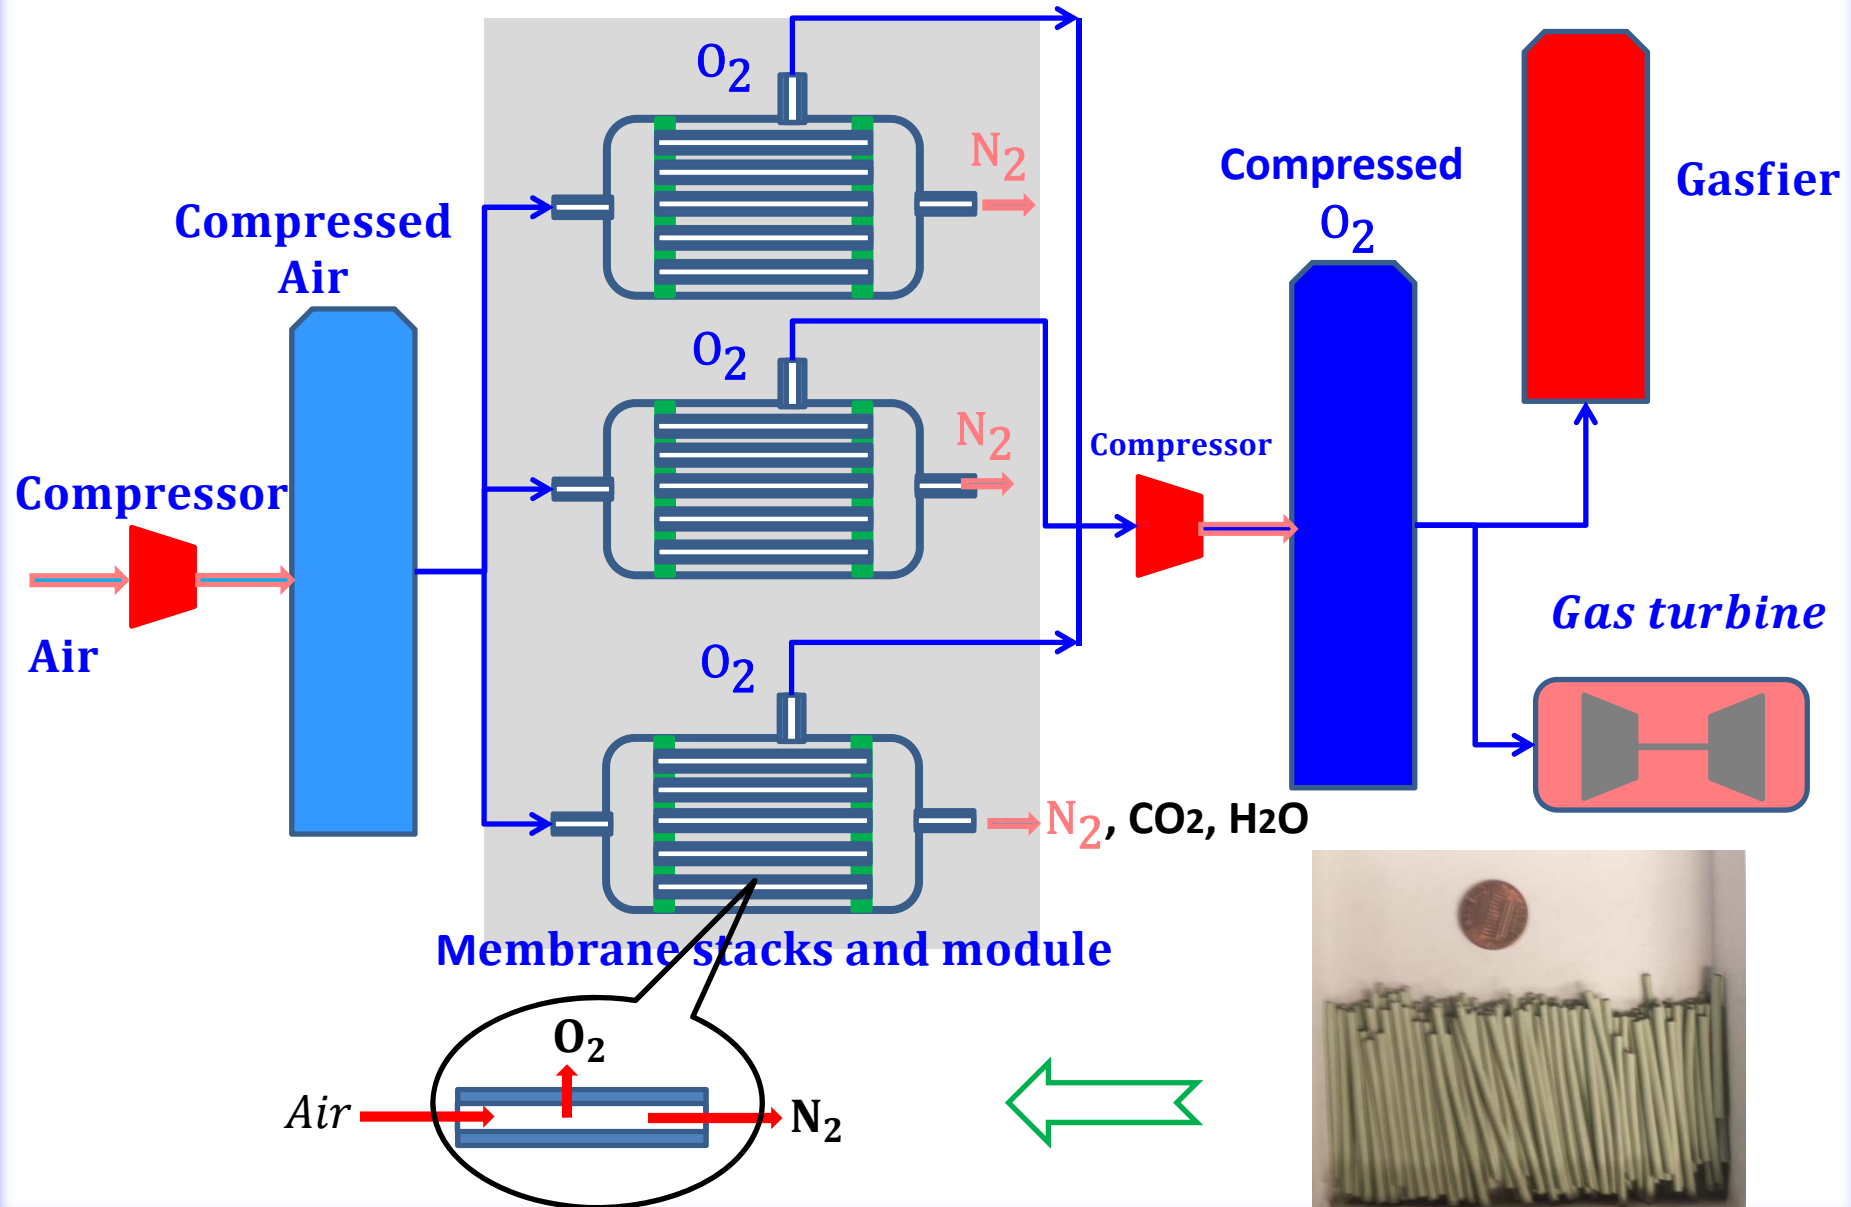 O2
N2
Compressed
O2
Gasfier
Compressed
Air
O2
N2
Compressor
Compressor
Air
Gas turbine
O2
N2, CO2, H2O
Membrane stacks and module
O2
Air
N2